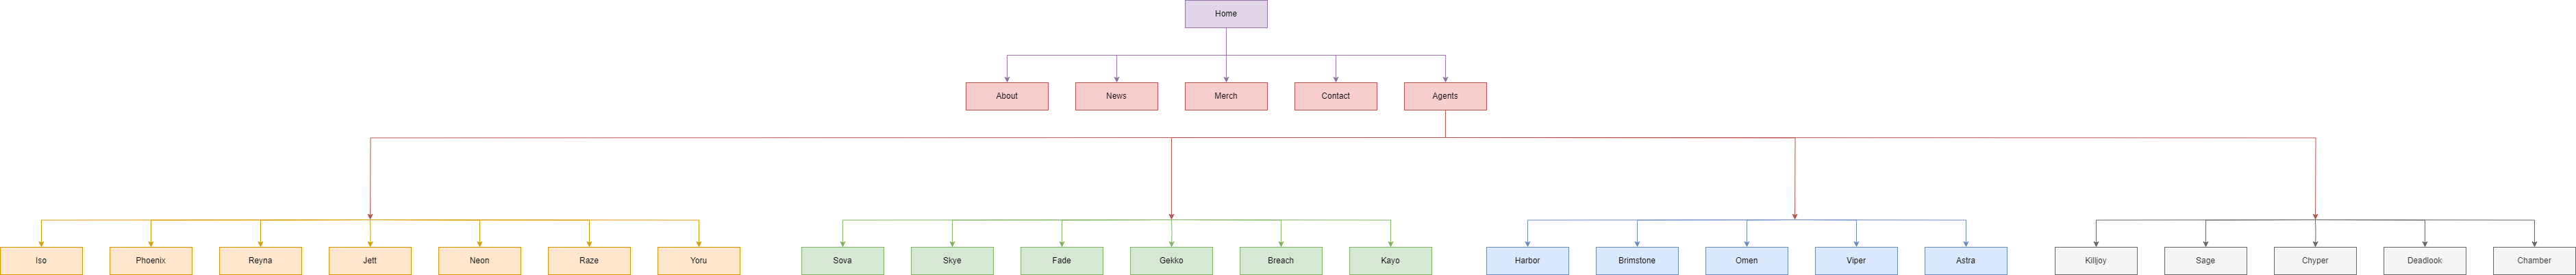 Home
About
News
Merch
Contact
Agents
Iso
Phoenix
Reyna
Jett
Neon
Raze
Yoru
Sova
Skye
Fade
Gekko
Breach
Kayo
Harbor
Brimstone
Omen
Viper
Astra
Killjoy
Sage
Chyper
Deadlook
Chamber